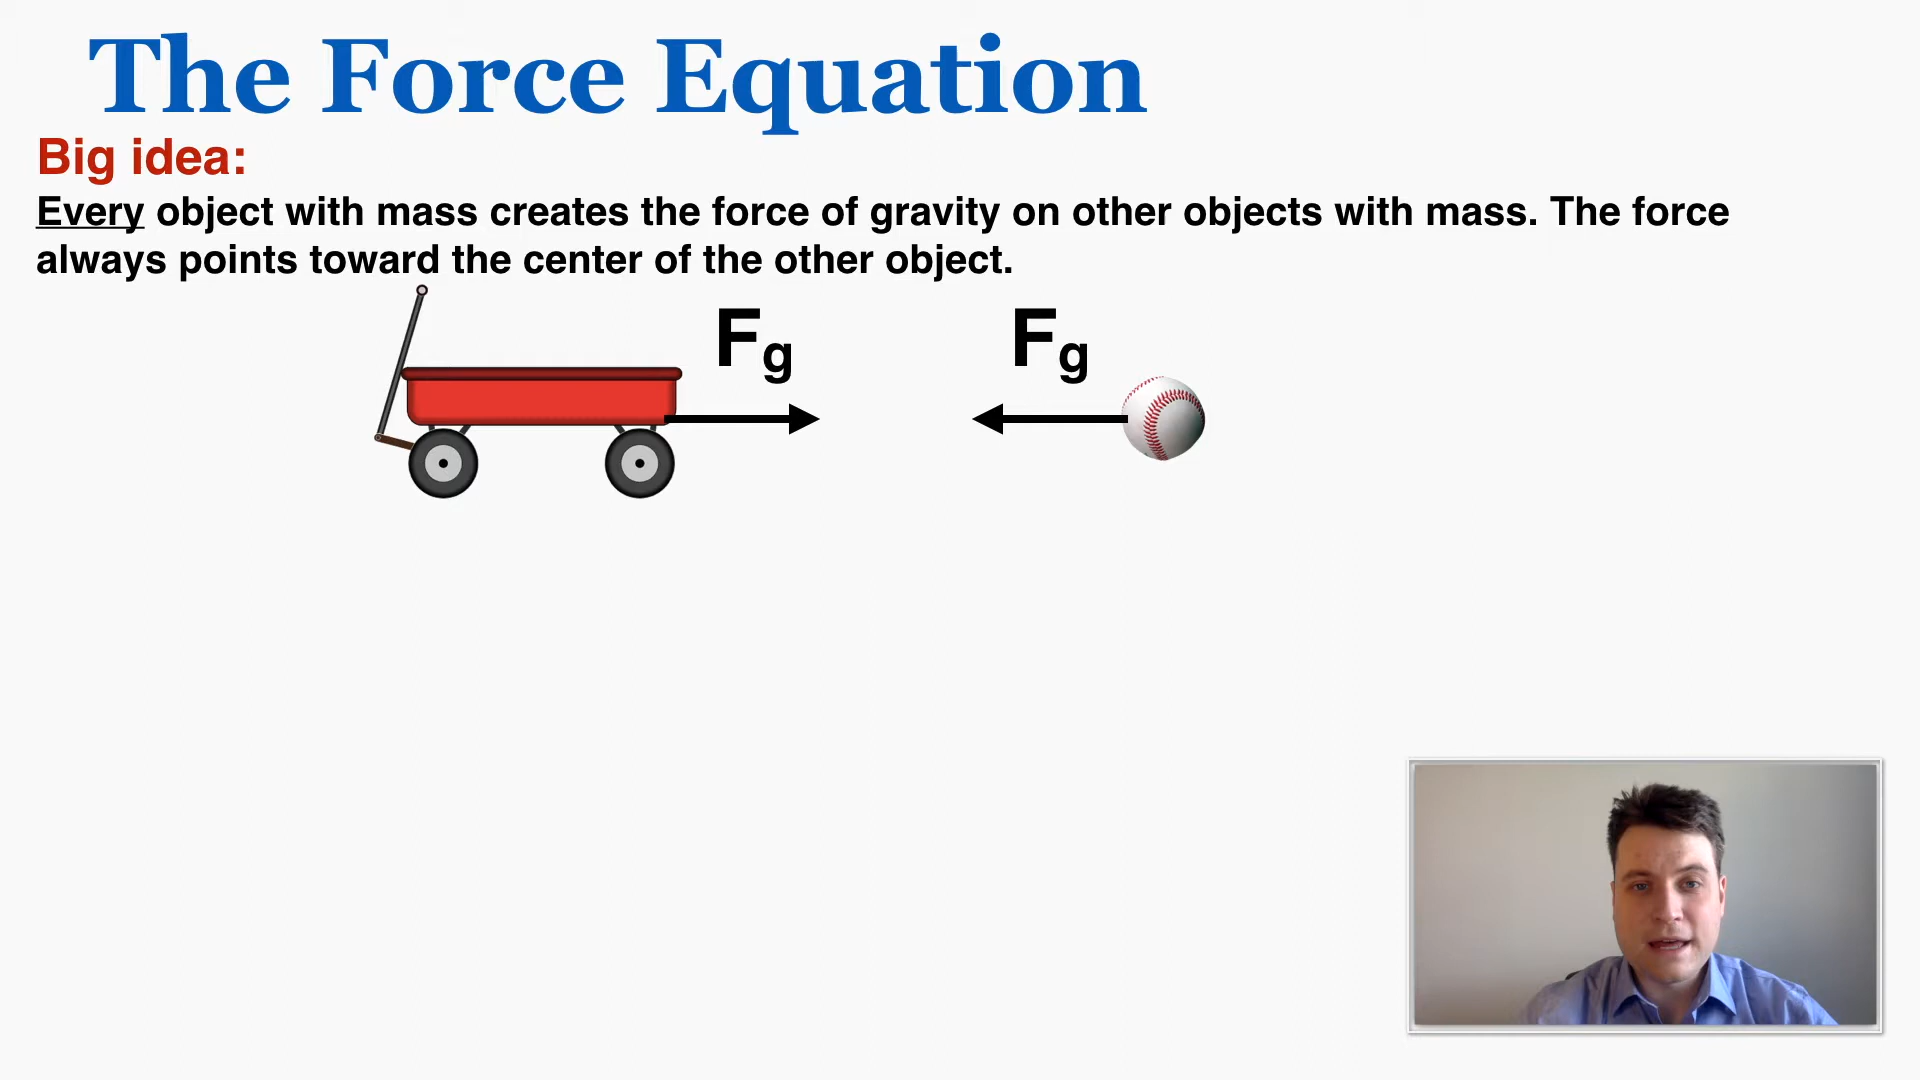 The Force Equation
Big idea:
Every object with mass creates the force of gravity on other objects with mass. The force
always points toward the center of the other object.
Fg Fg